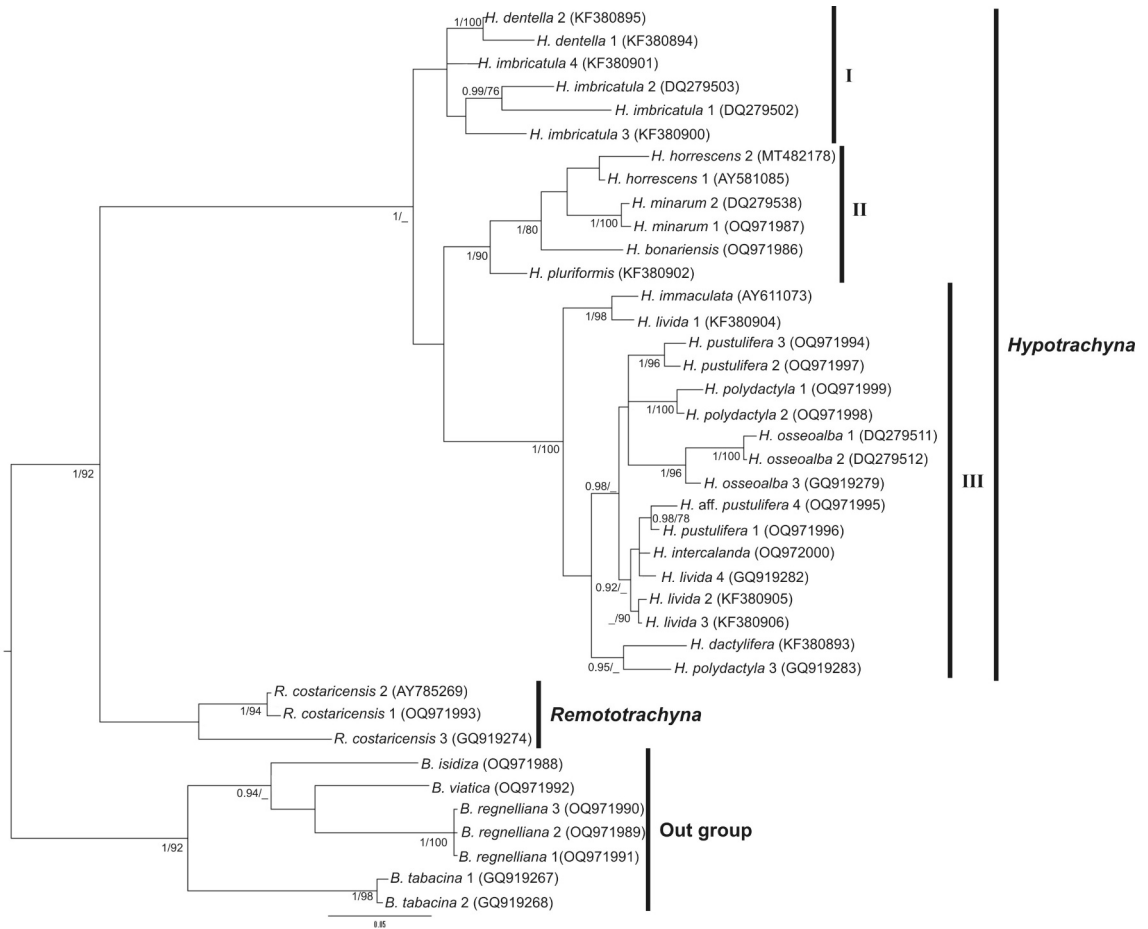 H. dentella 2 (KF380895)
1/100
H. dentella 1 (KF380894)
H. imbricatula 4 (KF380901)
I
H. imbricatula 2 (DQ279503)
0.99/76
H. imbricatula 1 (DQ279502)
H. imbricatula 3 (KF380900)
H. horrescens 2 (MT482178)
H. horrescens 1 (AY581085)
H. minarum 2 (DQ279538)
II
1/_
1/100
H. minarum 1 (OQ971987)
1/80
H. bonariensis (OQ971986)
1/90
H. pluriformis (KF380902)
H. immaculata (AY611073)
1/98
H. livida 1 (KF380904)
H. pustulifera 3 (OQ971994)
Hypotrachyna
1/96
H. pustulifera 2 (OQ971997)
H. polydactyla 1 (OQ971999)
1/100
H. polydactyla 2 (OQ971998)
H. osseoalba 1 (DQ279511)
1/100
1/100
H. osseoalba 2 (DQ279512)
1/92
1/96
III
H. osseoalba 3 (GQ919279)
0.98/_
H. aff. pustulifera 4 (OQ971995)
0.98/78
H. pustulifera 1 (OQ971996)
H. intercalanda (OQ972000)
H. livida 4 (GQ919282)
0.92/_
H. livida 2 (KF380905)
_/90
H. livida 3 (KF380906)
H. dactylifera (KF380893)
0.95/_
H. polydactyla 3 (GQ919283)
R. costaricensis 2 (AY785269)
1/94
R. costaricensis 1 (OQ971993)
Remototrachyna
R. costaricensis 3 (GQ919274)
B. isidiza (OQ971988)
0.94/_
B. viatica (OQ971992)
B. regnelliana 3 (OQ971990)
B. regnelliana 2 (OQ971989)
Out group
1/100
1/92
B. regnelliana 1(OQ971991)
B. tabacina 1 (GQ919267)
1/98
B. tabacina 2 (GQ919268)
0.05